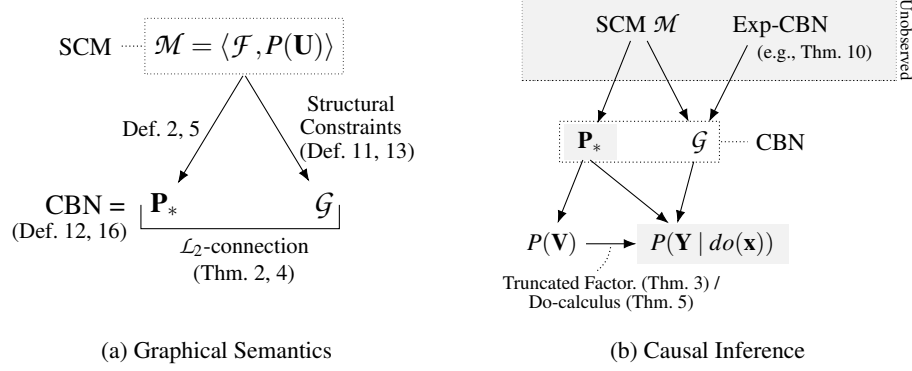 SCM
ℳ = ⟨ℱ, P(U)⟩
Def. 2, 5
Structural
Constraints
(Def. 11, 13)
CBN =
P∗
𝒢
(Def. 12, 16)
ℒ₂-connection
(Thm. 2, 4)
(a) Graphical Semantics
Unobserved
SCM ℳ
Exp-CBN
(e.g., Thm. 10)
P∗
𝒢
CBN
P(V)
P(Y | do(x))
Truncated Factor. (Thm. 3) /
Do-calculus (Thm. 5)
(b) Causal Inference